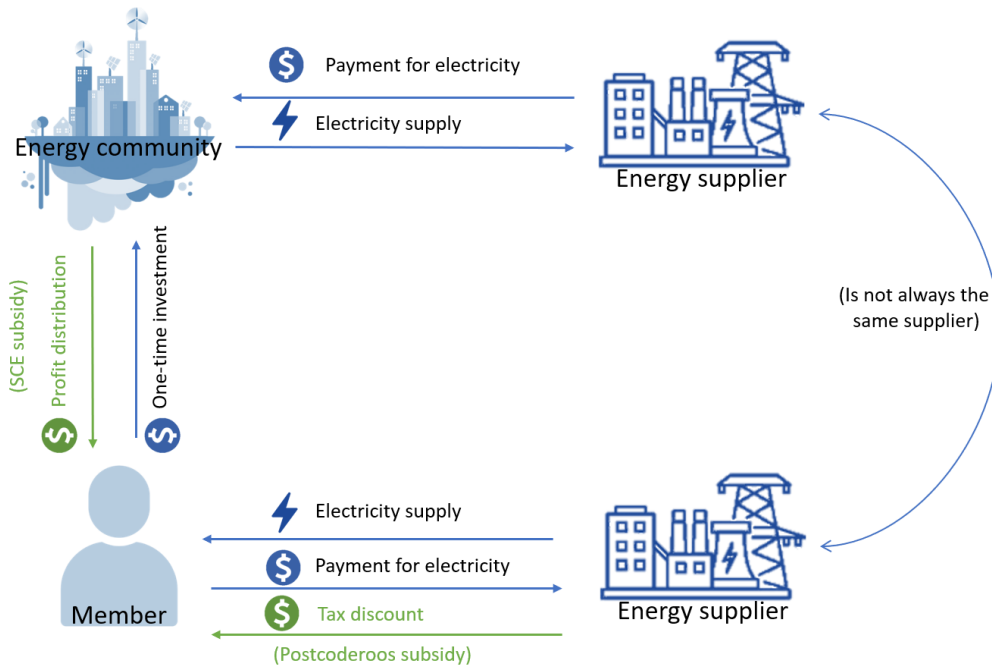 Payment for electricity
Electricity supply
Energy community
Energy supplier
(SCE subsidy)
Profit distribution
One-time investment
(Is not always the
same supplier)
Electricity supply
Payment for electricity
Member
Energy supplier
Tax discount
(Postcoderoos subsidy)